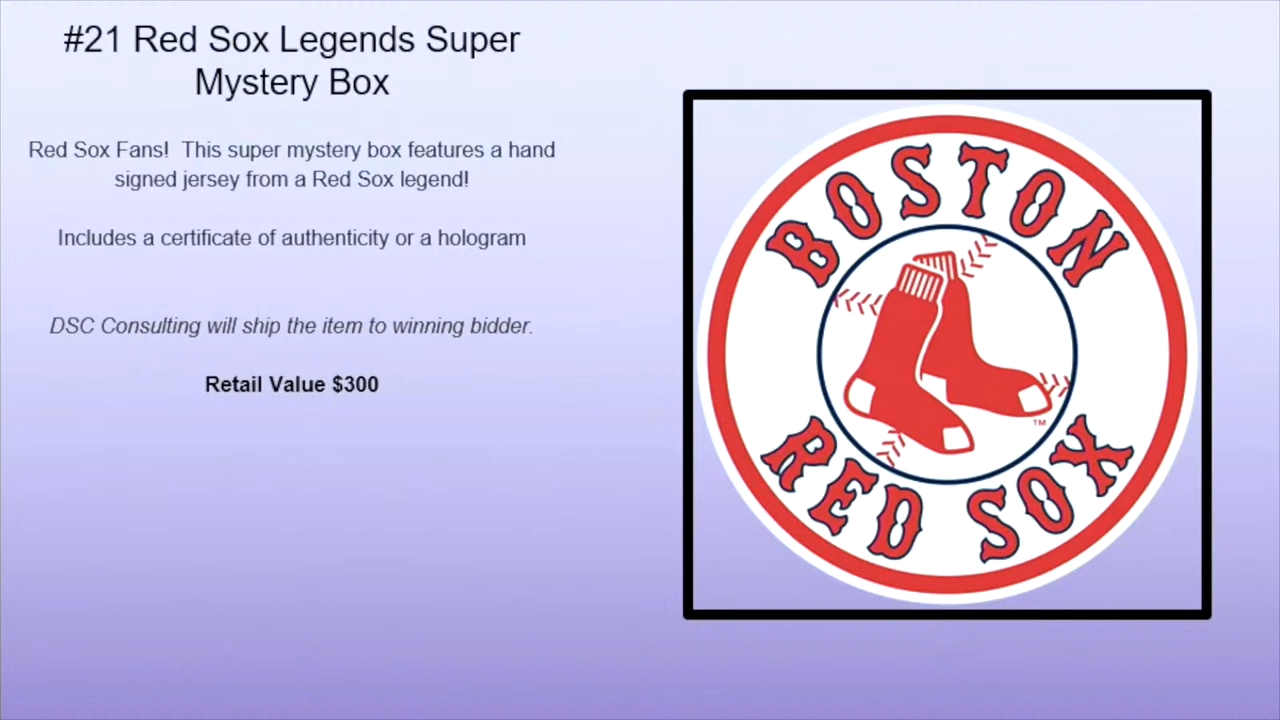 #21 Red Sox Legends Super
Mystery Box
Red Sox Fans!  This super mystery box features a hand
signed jersey from a Red Sox legend!
Includes a certificate of authenticity or a hologram
DSC Consulting will ship the item to winning bidder.
Retail Value $300
BOSTON
RED SOX
TM